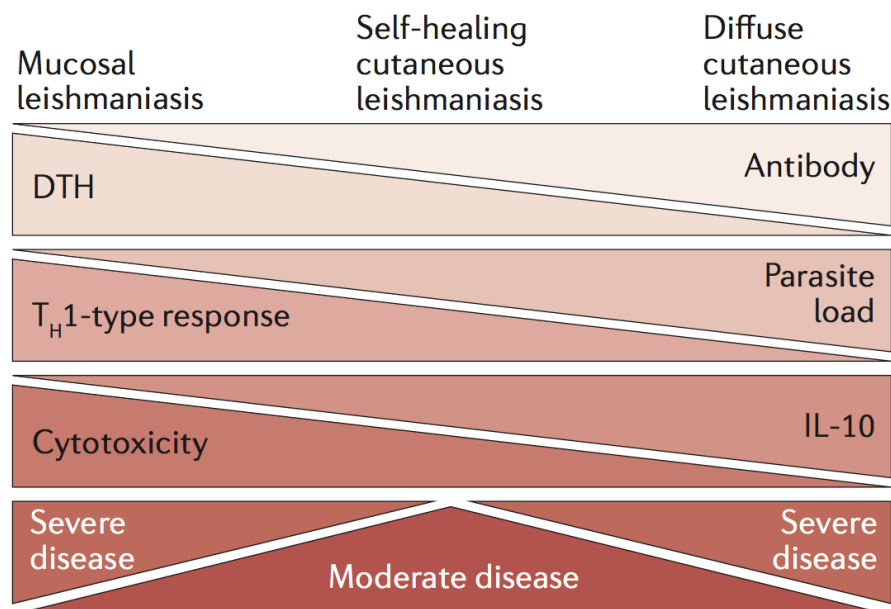 Mucosal
leishmaniasis
Self-healing
cutaneous
leishmaniasis
Diffuse
cutaneous
leishmaniasis
DTH
Antibody
TH1-type response
Parasite
load
Cytotoxicity
IL-10
Severe
disease
Moderate disease
Severe
disease